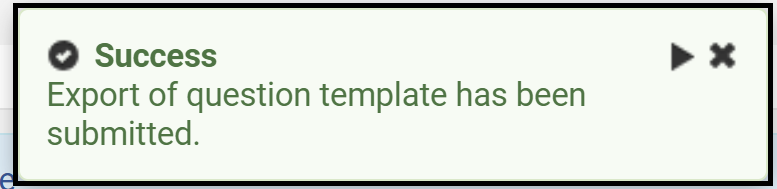 Success
Export of question template has been
submitted.
e